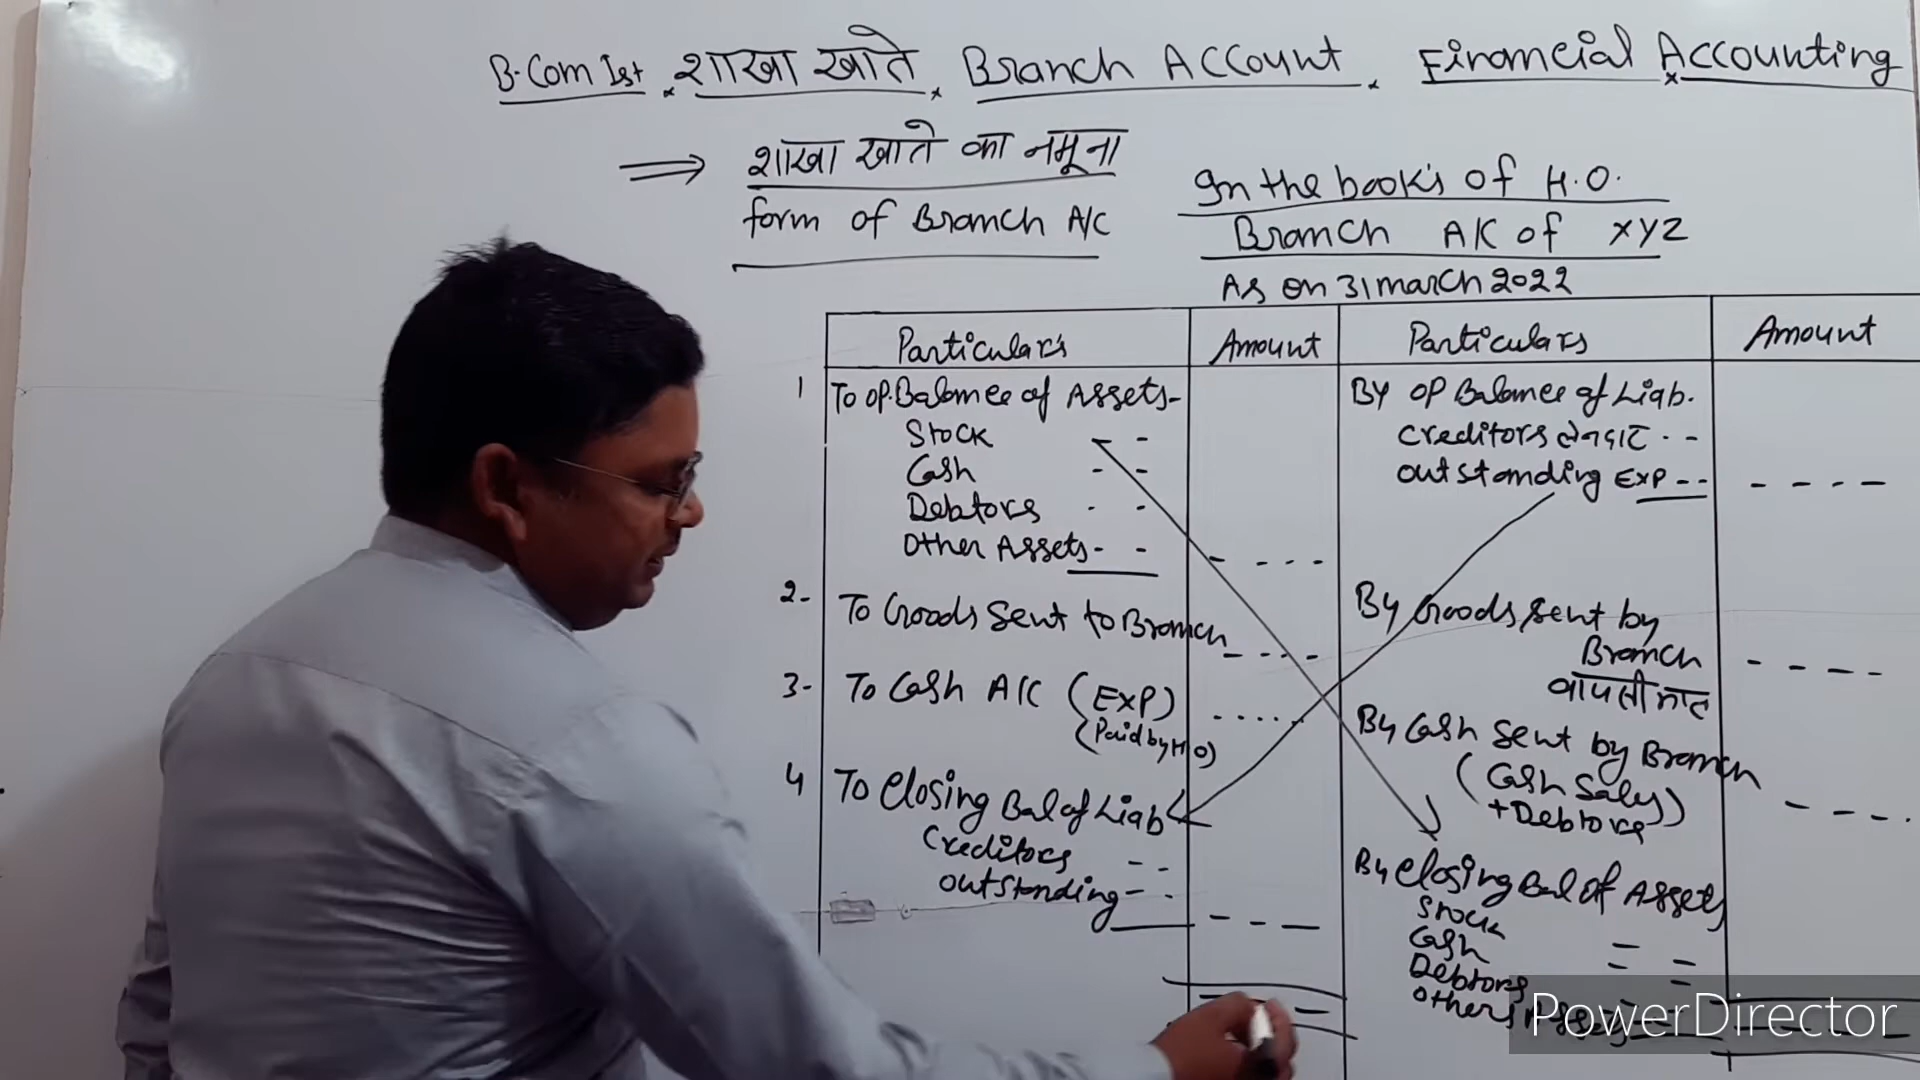 B.Com Ist शाखा खाते Branch Account Financial Accounting
शाखा खाते का नमूना
form of Branch A/C
In the book's of H.O.
Branch A/C of XYZ
As on 31 march 2022
Particulars Amount Particulars Amount
1 To op. Balance of Assets-
Stock - -
Cash - -
Debtors - -
Other Assets - -
2- To Goods Sent to Branch
3- To Cash A/C (Exp)
(Paid by H O)
4 To Closing Bal of Liab
Creditors - -
outstanding - -
By op Balance of Liab.
Creditors लेनदार - -
outstanding Exp - -
By Goods sent by
Branch
वापसी माल
By Cash Sent by Branch
(Cash Sales)
+ Debtors)
By Closing Bal of Assets
Stock
Cash
Debtors
Others
PowerDirector